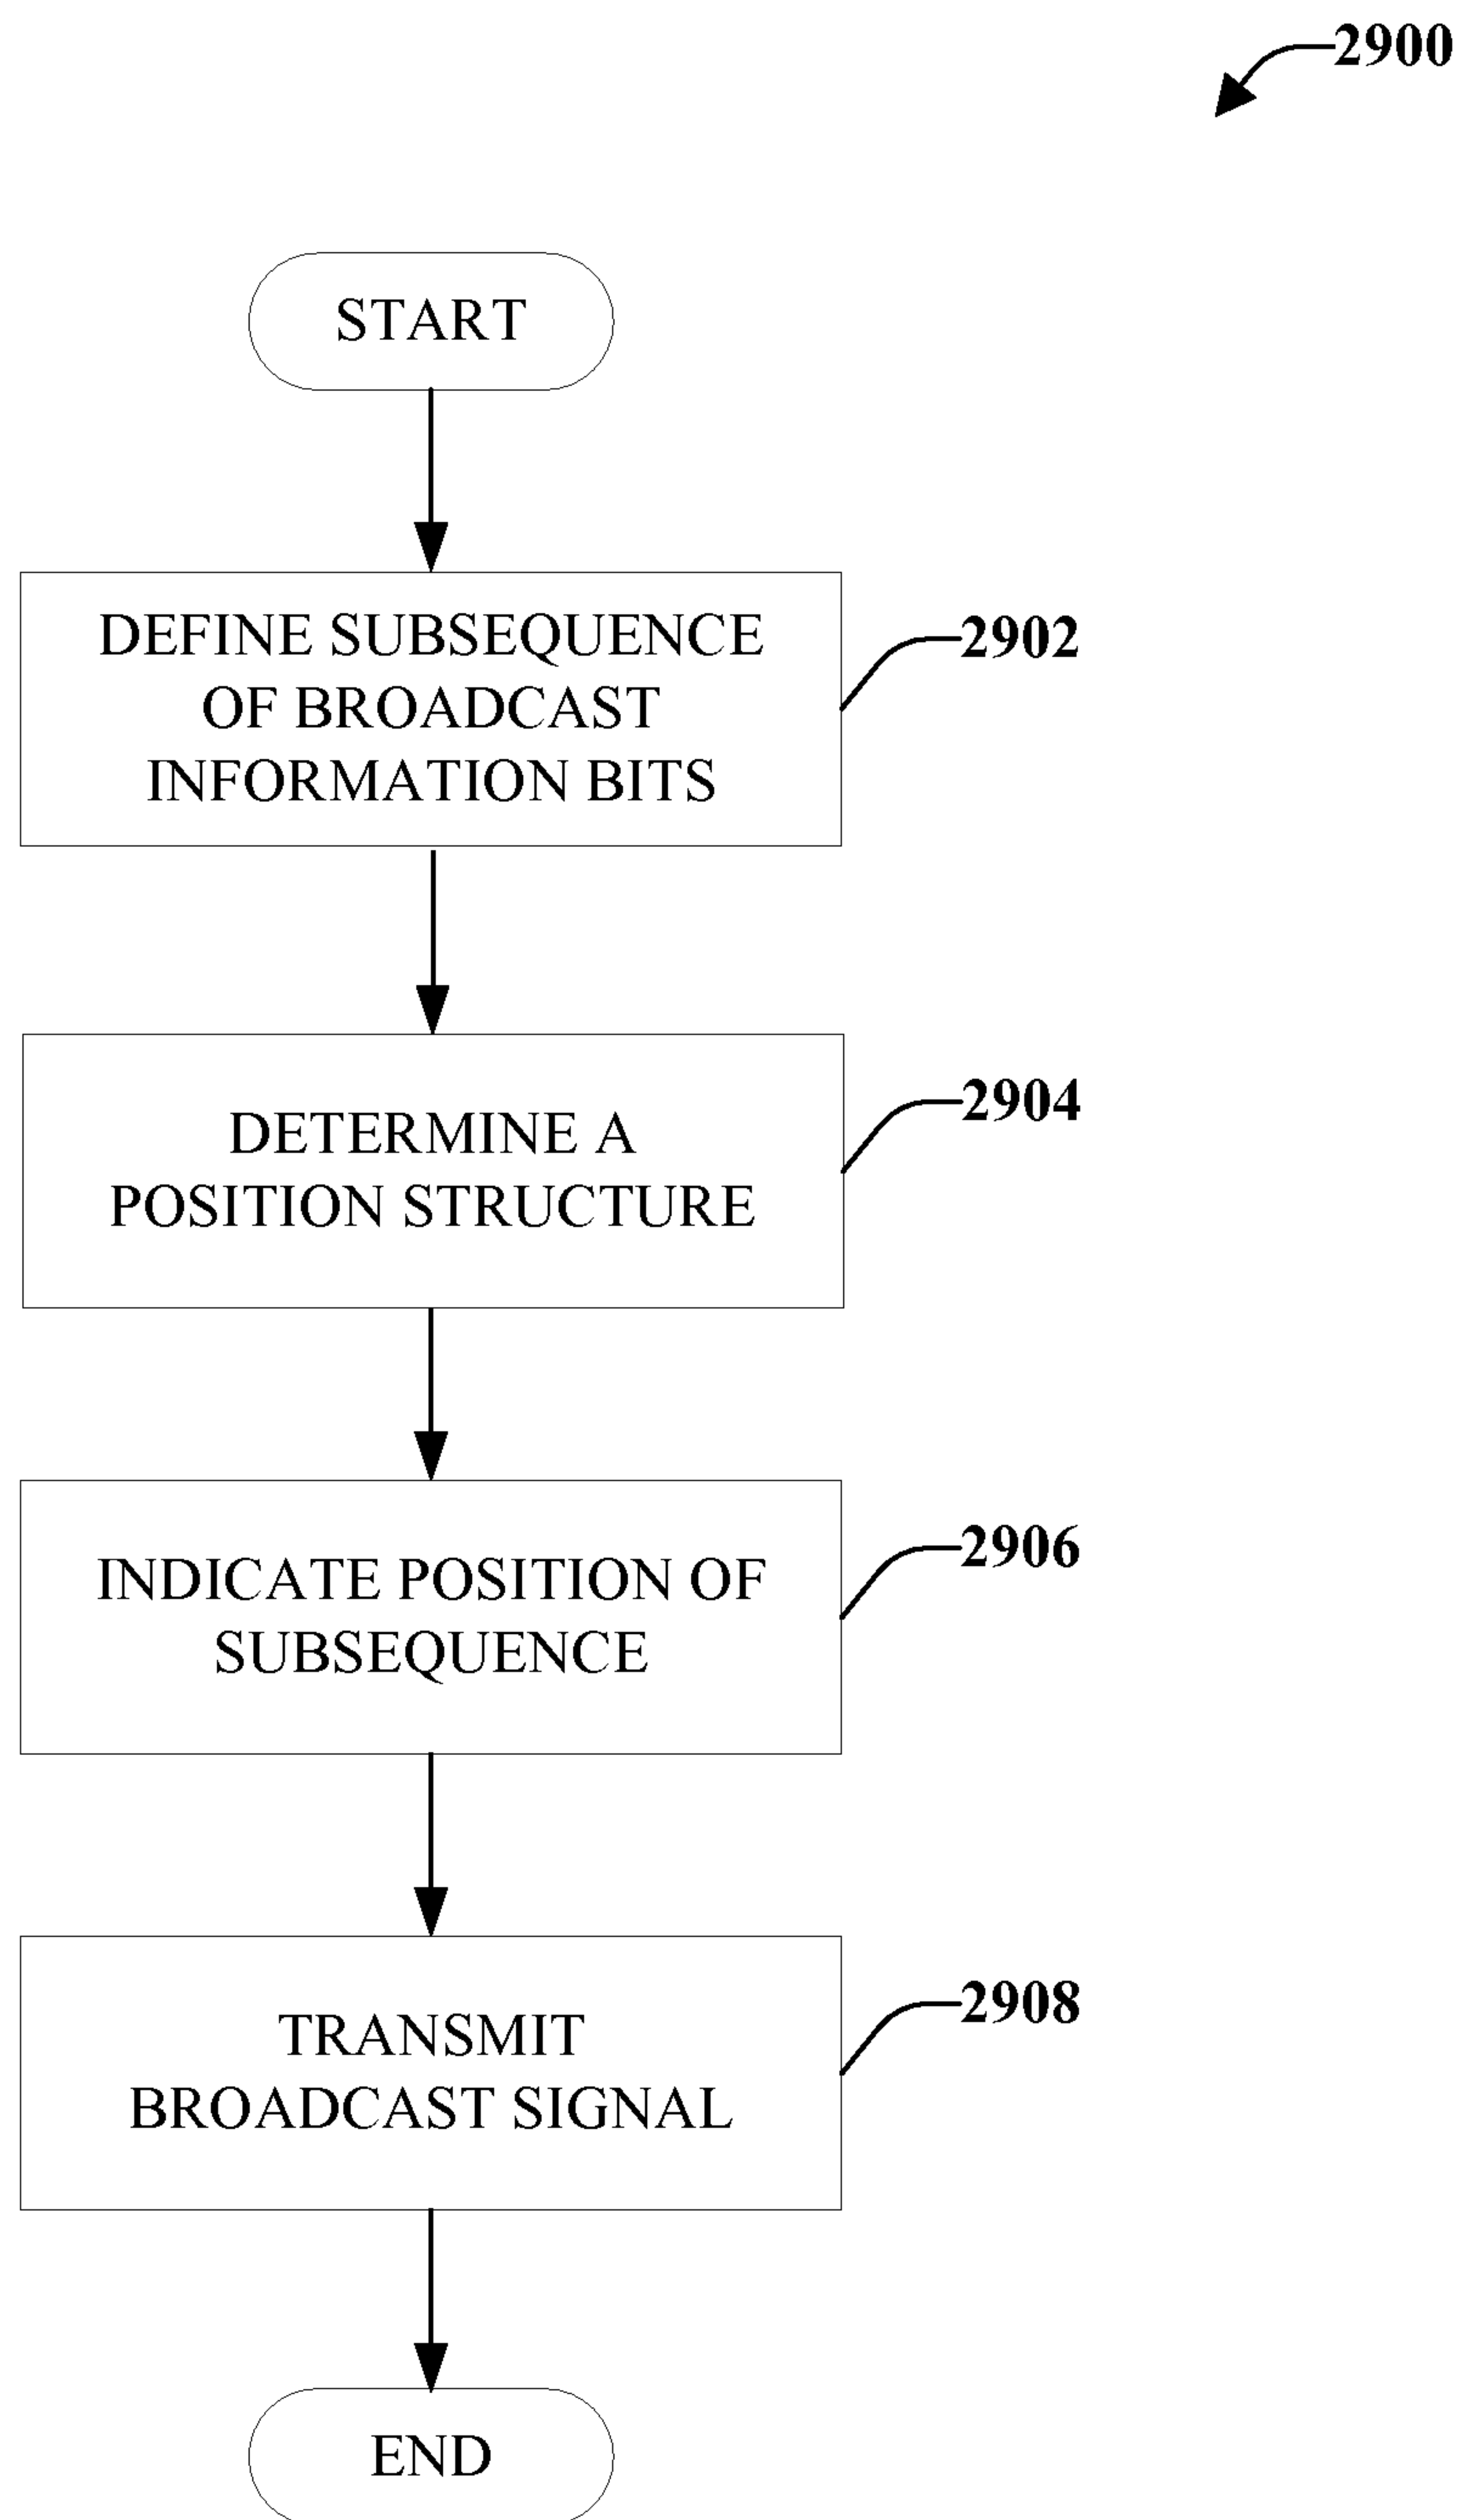 2900
START
DEFINE SUBSEQUENCE
OF BROADCAST
INFORMATION BITS
2902
DETERMINE A
POSITION STRUCTURE
2904
INDICATE POSITION OF
SUBSEQUENCE
2906
TRANSMIT
BROADCAST SIGNAL
2908
END